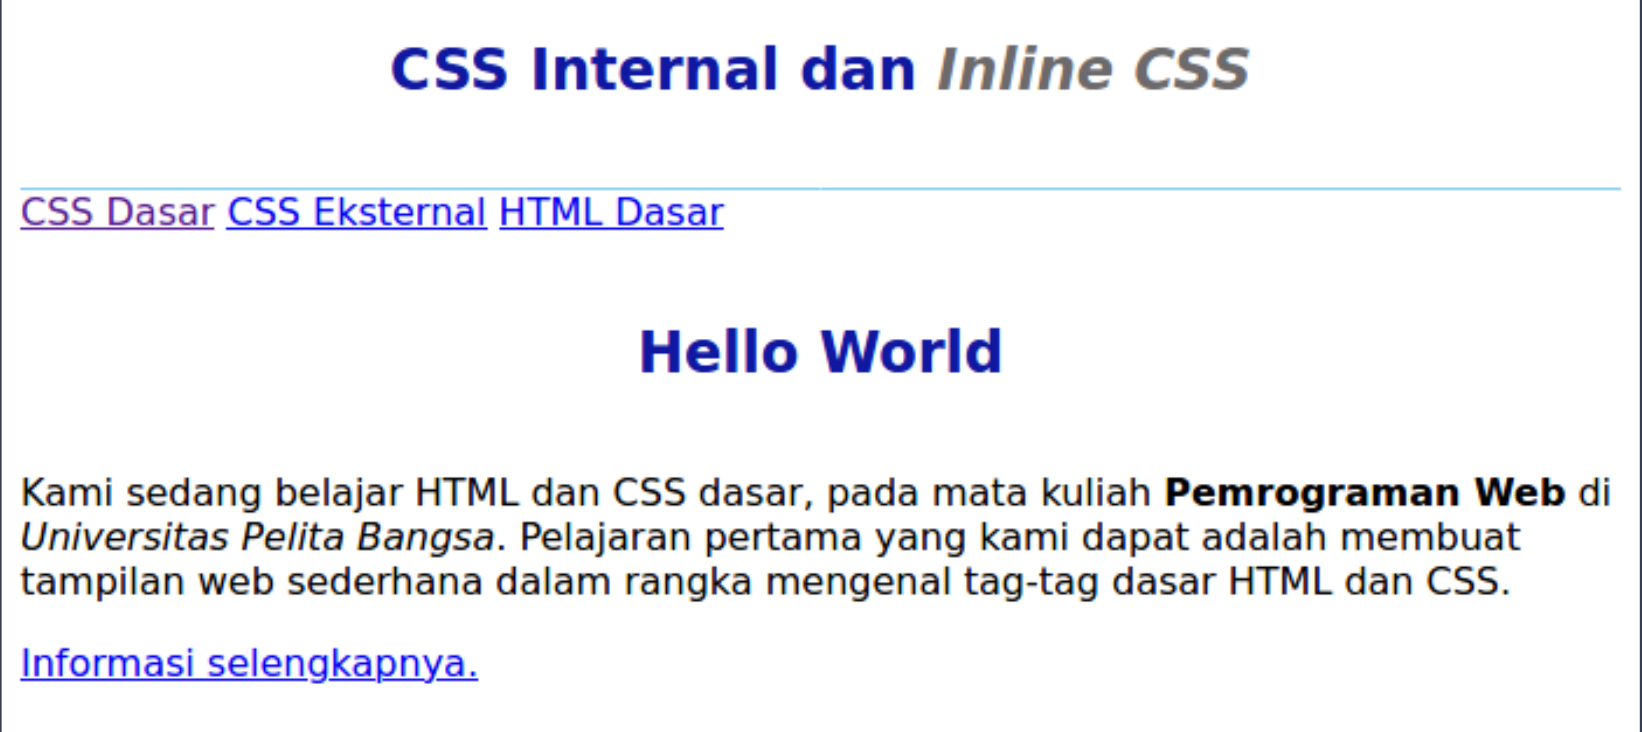 CSS Internal dan Inline CSS
CSS Dasar CSS Eksternal HTML Dasar
Hello World
Kami sedang belajar HTML dan CSS dasar, pada mata kuliah Pemrograman Web di
Universitas Pelita Bangsa. Pelajaran pertama yang kami dapat adalah membuat
tampilan web sederhana dalam rangka mengenal tag-tag dasar HTML dan CSS.
Informasi selengkapnya.